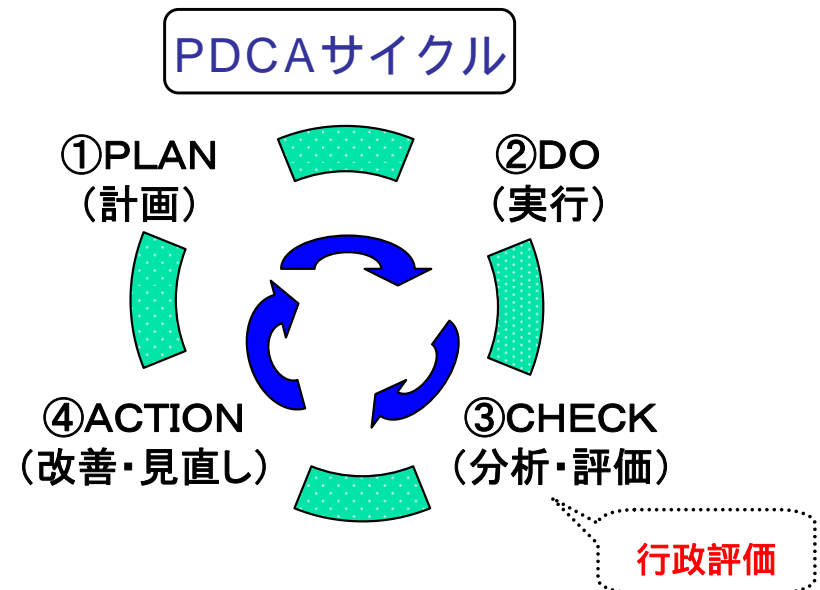 PDCAサイクル
①PLAN
（計画）
②DO
（実行）
④ACTION
（改善・見直し）
③CHECK
（分析・評価）
行政評価